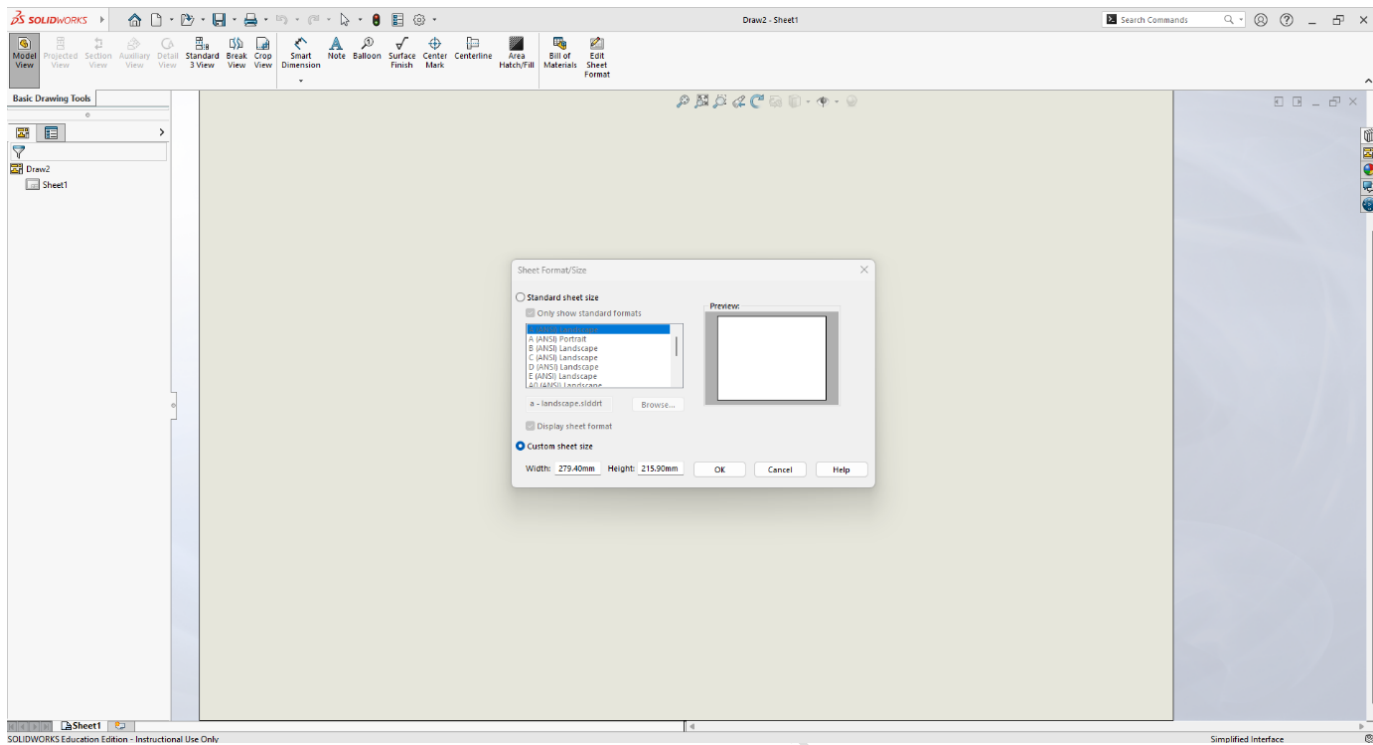 SOLIDWORKS
Draw2 - Sheet1
Search Commands
Model View
Projected View
Section View
Auxiliary View
Detail View
Standard 3 View
Break View
Crop View
Smart Dimension
Note
Balloon
Surface Finish
Center Mark
Centerline
Area Hatch/Fill
Bill of Materials
Edit Sheet Format
Basic Drawing Tools
Draw2
Sheet1
Sheet Format/Size
Standard sheet size
Only show standard formats
A (ANSI) Portrait
B (ANSI) Landscape
C (ANSI) Landscape
D (ANSI) Landscape
E (ANSI) Landscape
A0 (ANSI) Landscape
a - landscape.slddrt
Browse...
Display sheet format
Preview:
Custom sheet size
Width: 279.40mm Height: 215.90mm
OK Cancel Help
Sheet1
SOLIDWORKS Education Edition - Instructional Use Only
Simplified Interface